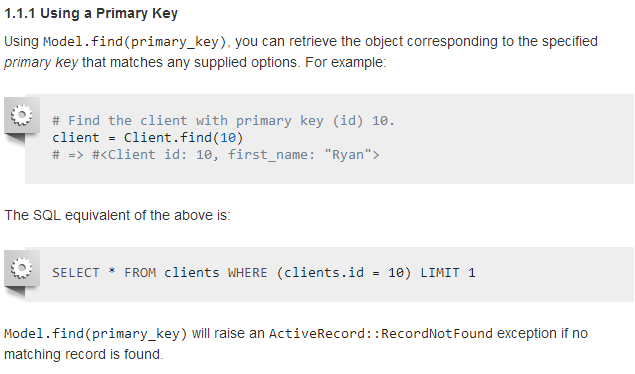 1.1.1 Using a Primary Key
Using Model.find(primary_key), you can retrieve the object corresponding to the specified
primary key that matches any supplied options. For example:
# Find the client with primary key (id) 10.
client = Client.find(10)
# => #<Client id: 10, first_name: "Ryan">
The SQL equivalent of the above is:
SELECT * FROM clients WHERE (clients.id = 10) LIMIT 1
Model.find(primary_key) will raise an ActiveRecord::RecordNotFound exception if no
matching record is found.